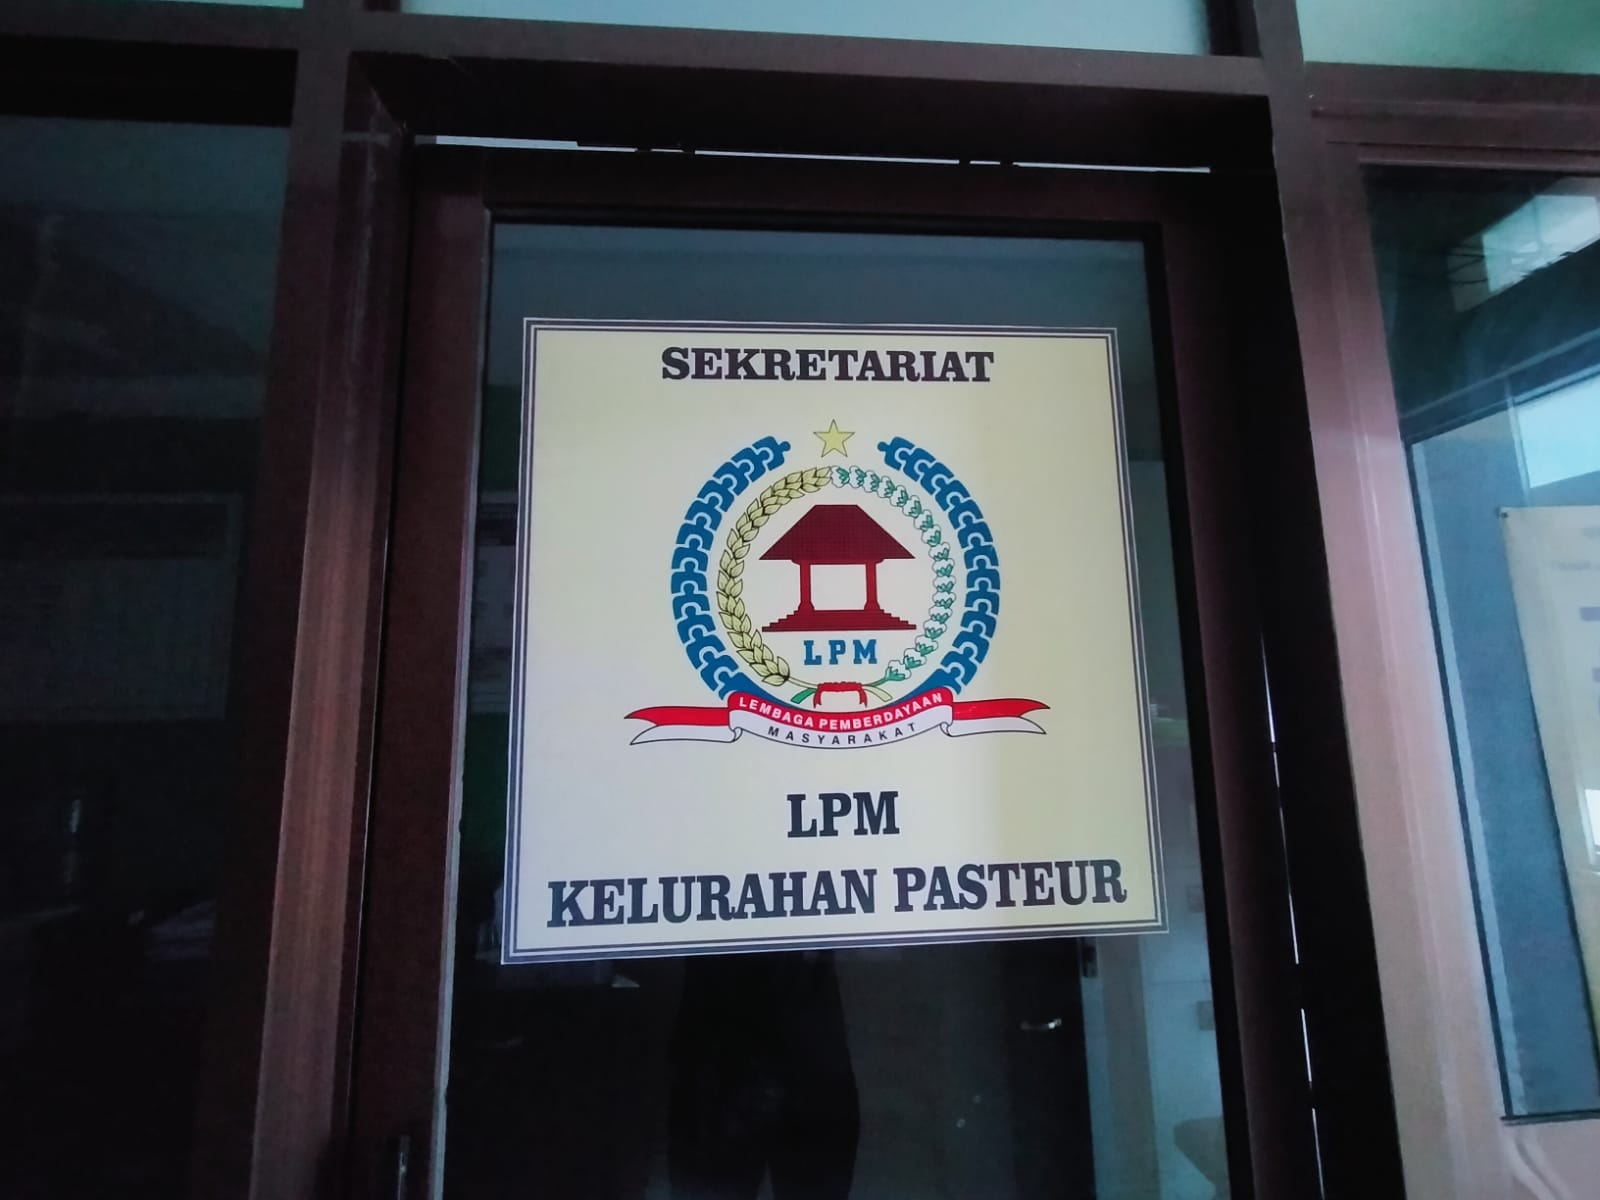 SEKRETARIAT
LPM
LEMBAGA PEMBERDAYAAN
MASYARAKAT
LPM
KELURAHAN PASTEUR